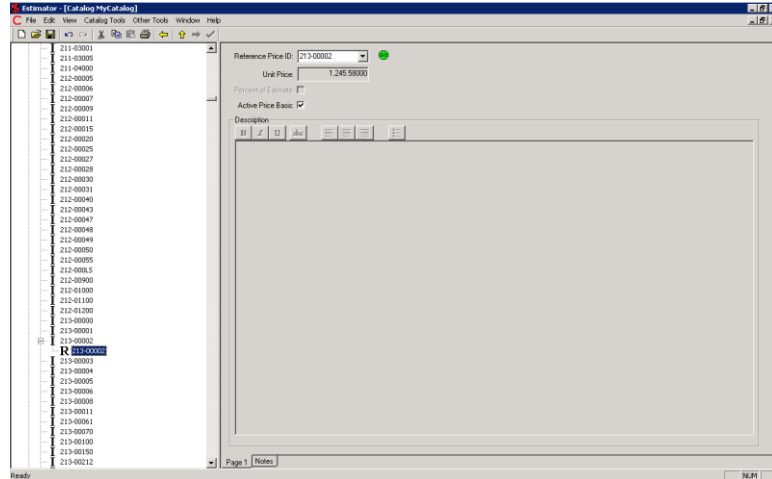 Estimator - [Catalog MyCatalog]
C File Edit View Catalog Tools Other Tools Window Help
I 211-03001
I 211-03005
I 211-04000
I 212-00005
I 212-00006
I 212-00007
I 212-00009
I 212-00011
I 212-00015
I 212-00020
I 212-00025
I 212-00027
I 212-00028
I 212-00030
I 212-00031
I 212-00040
I 212-00043
I 212-00047
I 212-00048
I 212-00049
I 212-00050
I 212-00055
I 212-000LS
I 212-00900
I 212-01000
I 212-01100
I 212-01200
I 213-00000
I 213-00001
I 213-00002
R 213-00002
I 213-00003
I 213-00004
I 213-00005
I 213-00006
I 213-00008
I 213-00011
I 213-00061
I 213-00070
I 213-00100
I 213-00150
I 213-00212
Reference Price ID: 213-00002
Unit Price: 1,245.58000
Percent of Estimate:
Active Price Basis:
Description
B I U abc
Page 1 Notes
Ready NUM